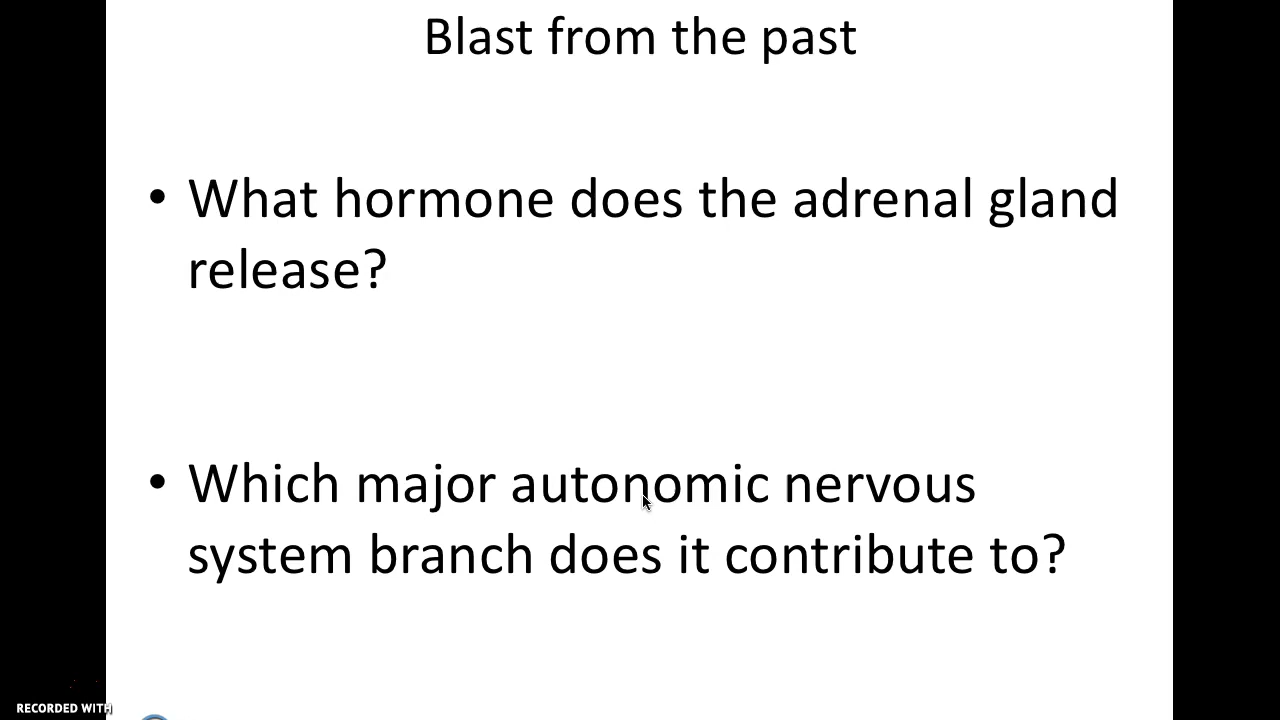 Blast from the past
• What hormone does the adrenal gland
release?
• Which major autonomic nervous
system branch does it contribute to?
RECORDED WITH